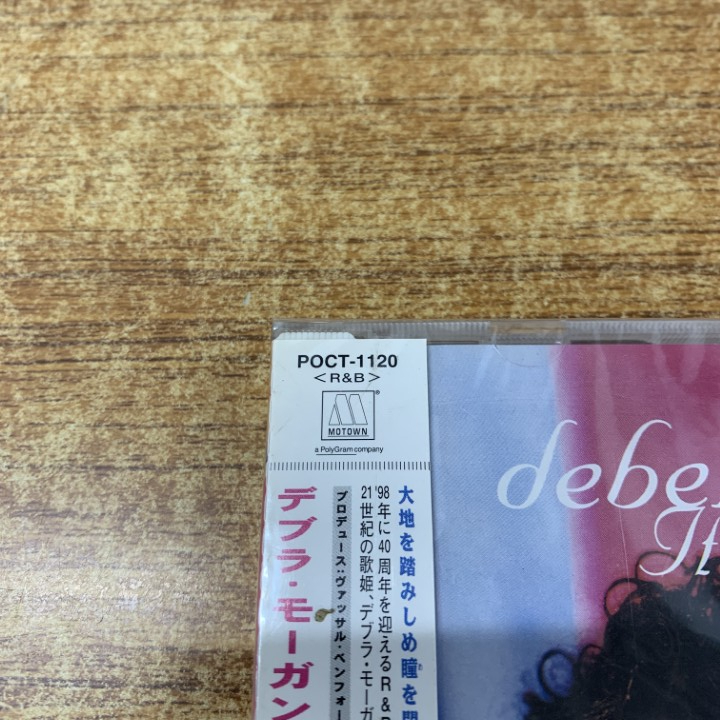 POCT-1120
<R&B>
MOTOWN
a PolyGram company
大地を踏みしめ瞳を
'98年に40周年を迎えるR&B
21世紀の歌姫、デブラ・モーガ
プロデュース:ヴァッサル・ベンフォー
デブラ・モーガン
debe
It